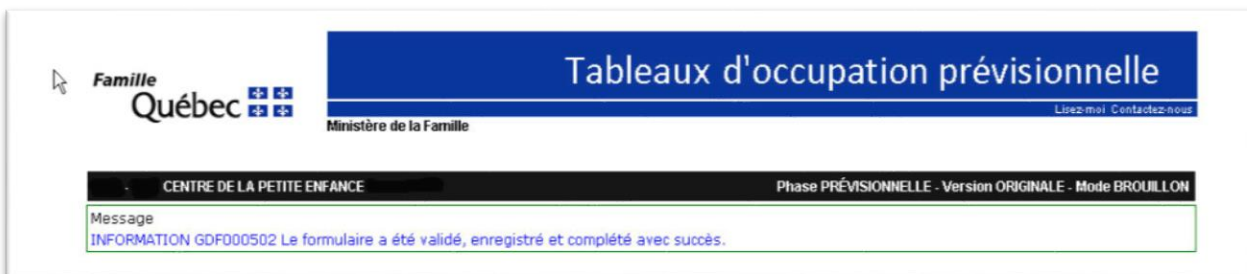 Famille
Québec
Tableaux d'occupation prévisionnelle
Lisez-moi Contactez-nous
Ministère de la Famille
- CENTRE DE LA PETITE ENFANCE
Phase PRÉVISIONNELLE - Version ORIGINALE - Mode BROUILLON
Message
INFORMATION GDF000502 Le formulaire a été validé, enregistré et complété avec succès.